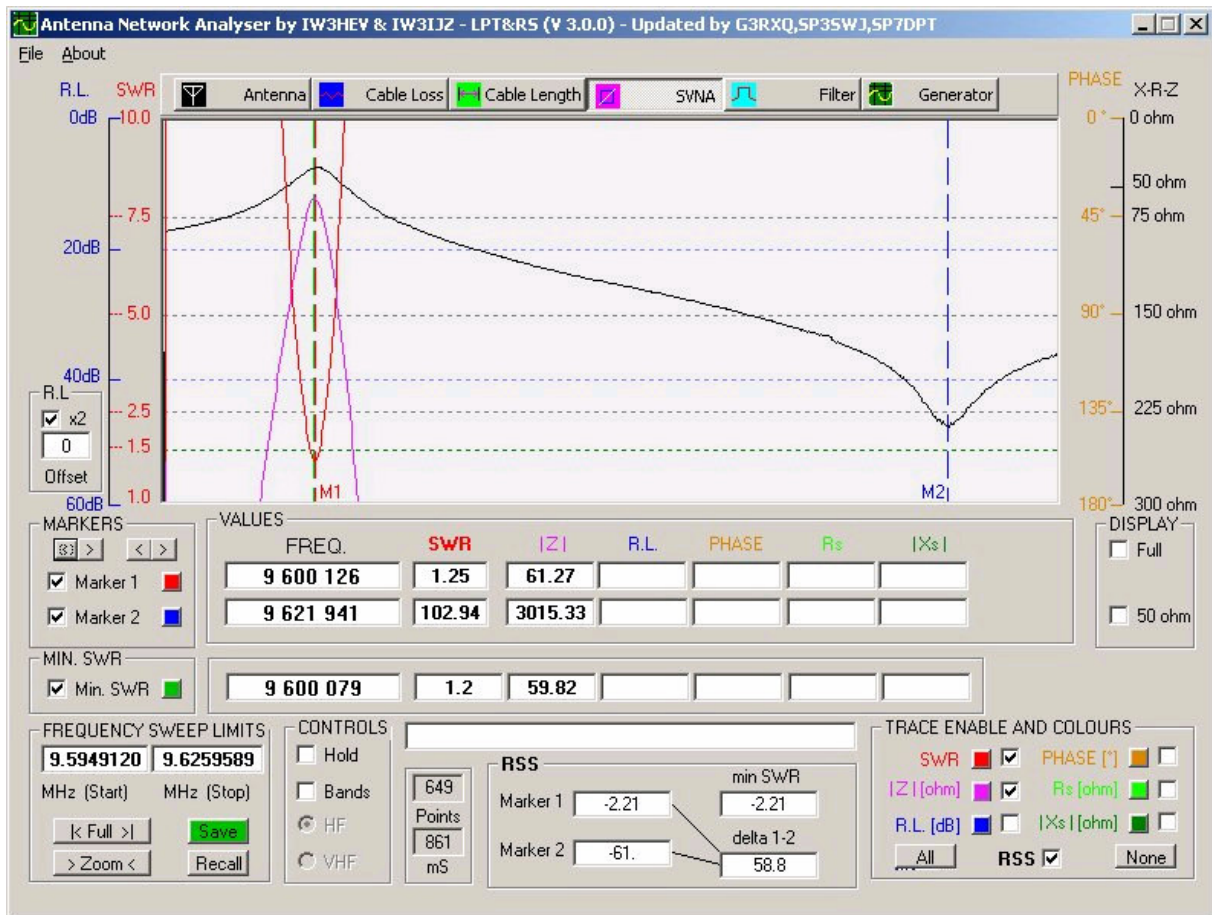 Antenna Network Analyser by IW3HEV & IW3IJZ - LPT&RS (V 3.0.0) - Updated by G3RXQ,SP3SWJ,SP7DPT
File About
R.L. SWR Antenna Cable Loss Cable Length SVNA Filter Generator PHASE X-R-Z
0dB 10.0 0° 0 ohm
50 ohm
7.5 45° 75 ohm
20dB
5.0 90° 150 ohm
40dB
R.L
x2 2.5 135° 225 ohm
0 1.5
Offset
60dB 1.0 M1 M2 180° 300 ohm
MARKERS VALUES DISPLAY
FREQ. SWR |Z| R.L. PHASE Rs |Xs| Full
> < >
Marker 1 9 600 126 1.25 61.27
Marker 2 9 621 941 102.94 3015.33 50 ohm
MIN. SWR
Min. SWR 9 600 079 1.2 59.82
FREQUENCY SWEEP LIMITS CONTROLS TRACE ENABLE AND COLOURS
9.5949120 9.6259589 Hold RSS SWR PHASE [°]
MHz (Start) MHz (Stop) Bands 649 Marker 1 -2.21 min SWR -2.21 |Z| [ohm] Rs [ohm]
|< Full >| Save HF Points delta 1-2 R.L. [dB] |Xs| [ohm]
> Zoom < Recall VHF 861 mS Marker 2 -61. 58.8 All RSS None